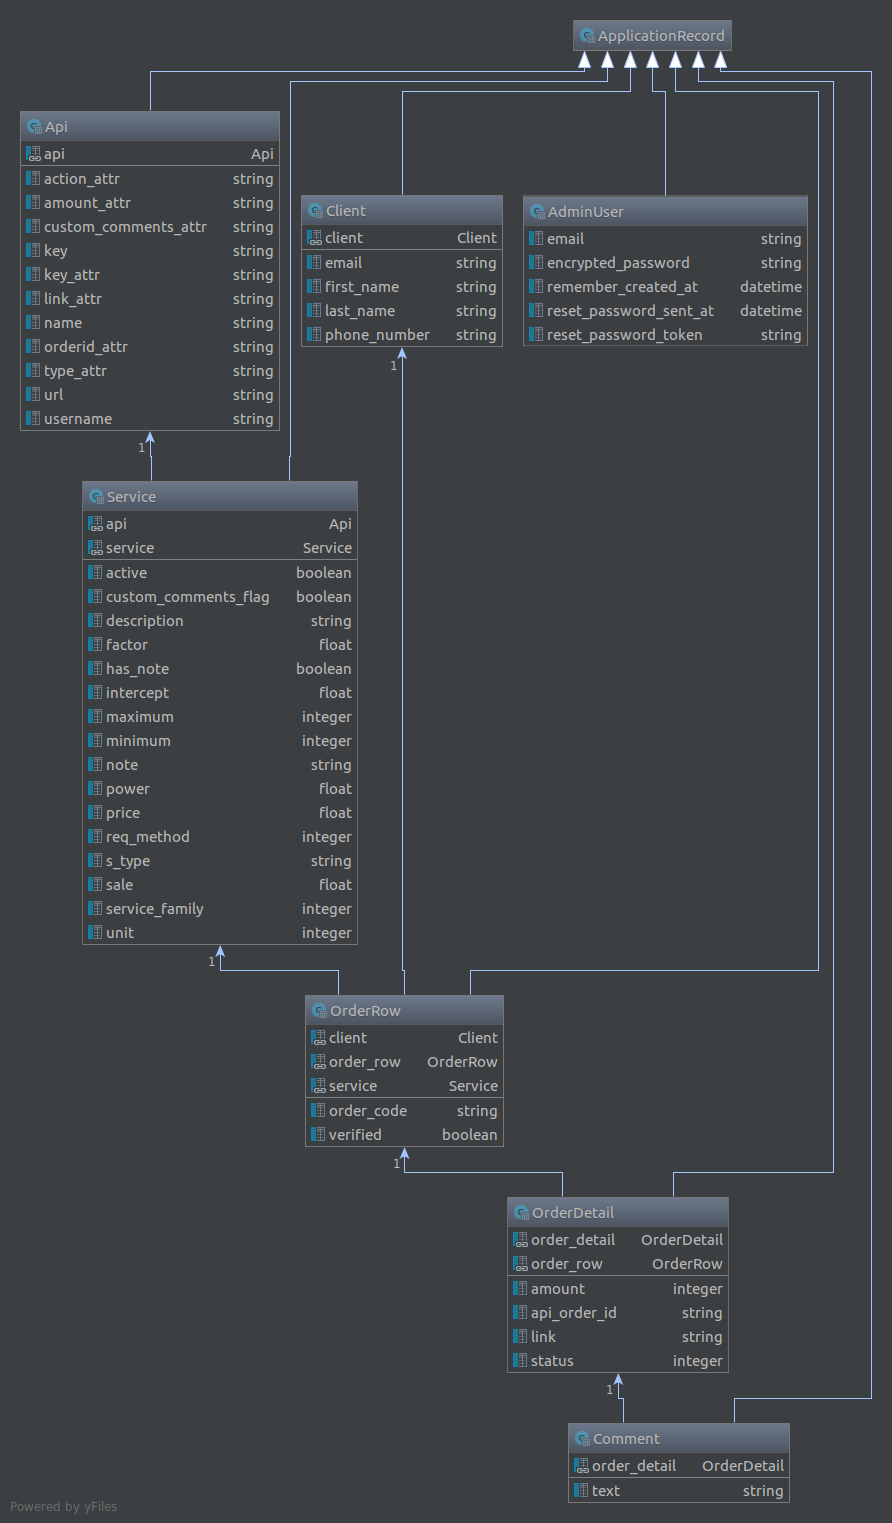 ApplicationRecord
Api
api Api
action_attr string
amount_attr string
custom_comments_attr string
key string
key_attr string
link_attr string
name string
orderid_attr string
type_attr string
url string
username string
Client
client Client
email string
first_name string
last_name string
phone_number string
AdminUser
email string
encrypted_password string
remember_created_at datetime
reset_password_sent_at datetime
reset_password_token string
1
1
Service
api Api
service Service
active boolean
custom_comments_flag boolean
description string
factor float
has_note boolean
intercept float
maximum integer
minimum integer
note string
power float
price float
req_method integer
s_type string
sale float
service_family integer
unit integer
1
OrderRow
client Client
order_row OrderRow
service Service
order_code string
verified boolean
1
OrderDetail
order_detail OrderDetail
order_row OrderRow
amount integer
api_order_id string
link string
status integer
1
Comment
order_detail OrderDetail
text string
Powered by yFiles